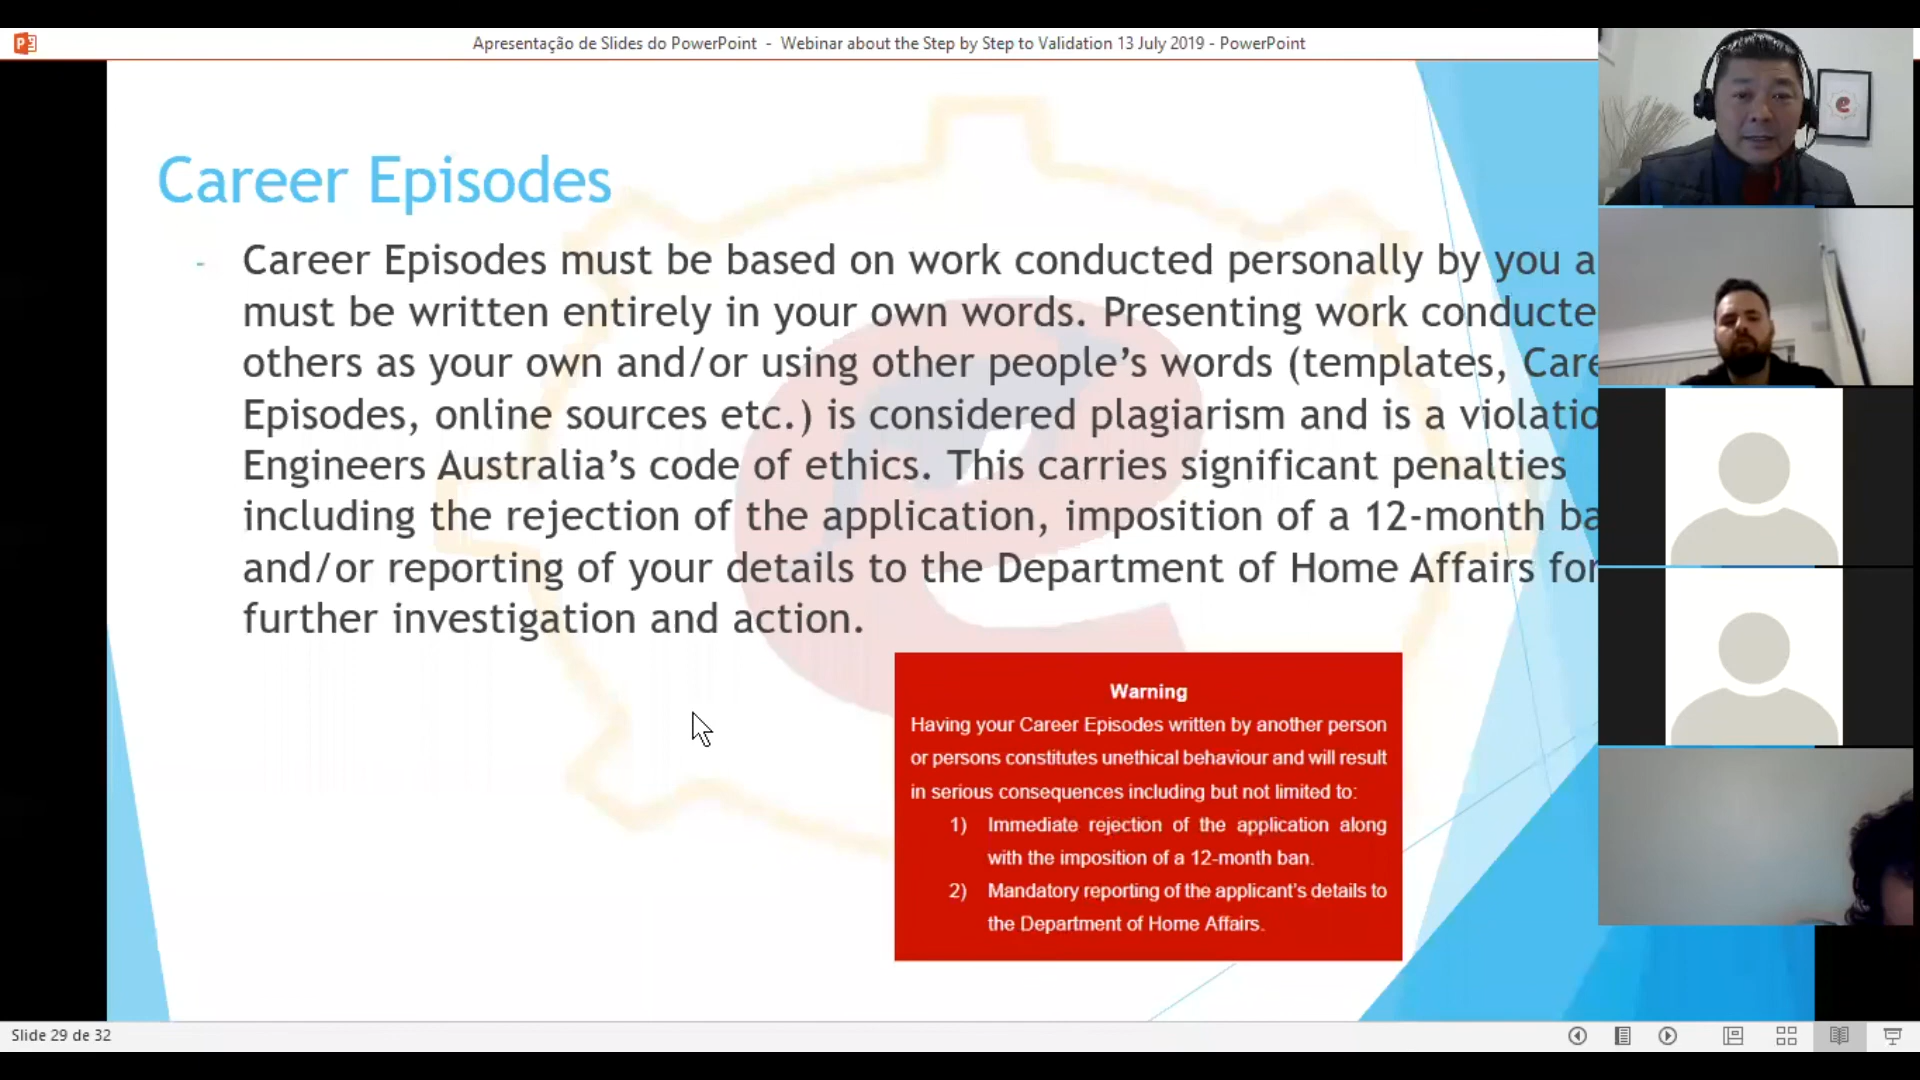 Apresentação de Slides do PowerPoint - Webinar about the Step by Step to Validation 13 July 2019 - PowerPoint
Career Episodes
- Career Episodes must be based on work conducted personally by you a
must be written entirely in your own words. Presenting work conducte
others as your own and/or using other people’s words (templates, Care
Episodes, online sources etc.) is considered plagiarism and is a violatio
Engineers Australia’s code of ethics. This carries significant penalties
including the rejection of the application, imposition of a 12-month ba
and/or reporting of your details to the Department of Home Affairs for
further investigation and action.
Warning
Having your Career Episodes written by another person
or persons constitutes unethical behaviour and will result
in serious consequences including but not limited to:
1) Immediate rejection of the application along
with the imposition of a 12-month ban.
2) Mandatory reporting of the applicant's details to
the Department of Home Affairs.
Slide 29 de 32